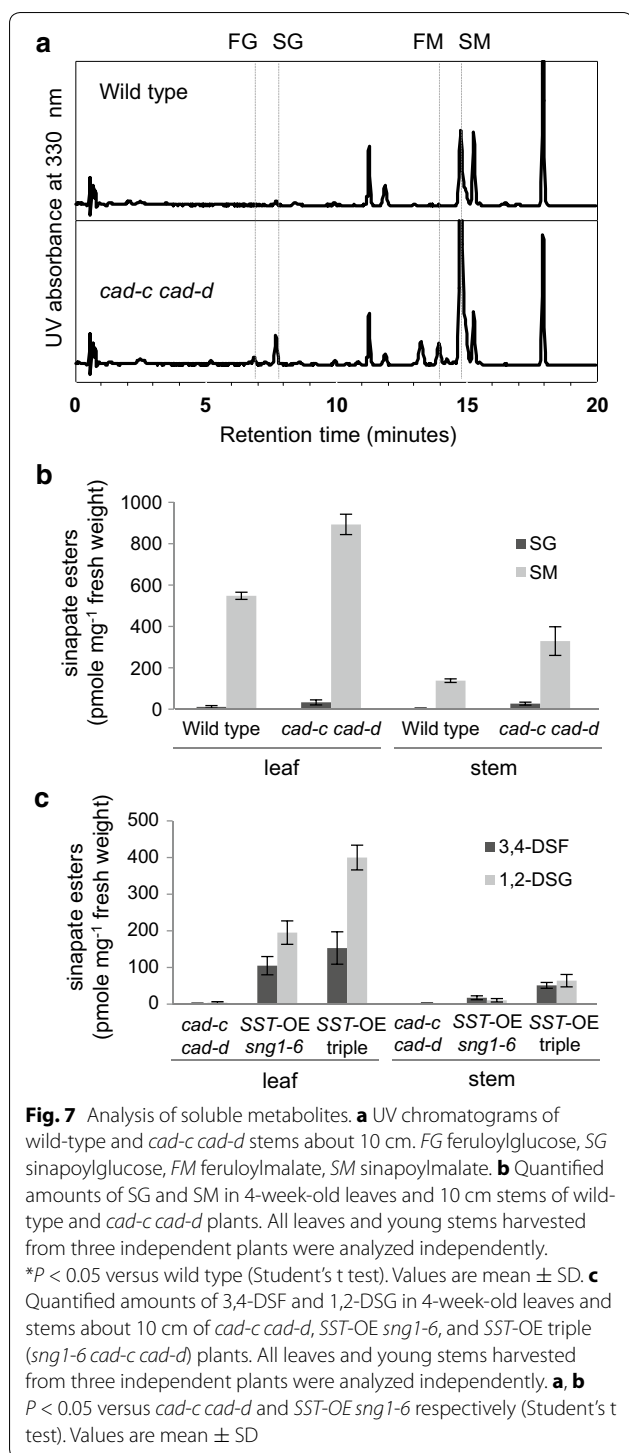 a
FG SG FM SM
Wild type
cad-c cad-d
UV absorbance at 330 nm
0 5 10 15 20
Retention time (minutes)
b
sinapate esters
(pmole mg-1 fresh weight)
1000
800
600
400
200
0
SG
SM
Wild type cad-c cad-d Wild type cad-c cad-d
leaf stem
c
sinapate esters
(pmole mg-1 fresh weight)
500
400
300
200
100
0
3,4-DSF
1,2-DSG
cad-c SST-OE SST-OE cad-c SST-OE SST-OE
cad-d sng1-6 triple cad-d sng1-6 triple
leaf stem
Fig. 7 Analysis of soluble metabolites. a UV chromatograms of
wild-type and cad-c cad-d stems about 10 cm. FG feruloylglucose, SG
sinapoylglucose, FM feruloylmalate, SM sinapoylmalate. b Quantified
amounts of SG and SM in 4-week-old leaves and 10 cm stems of wild-
type and cad-c cad-d plants. All leaves and young stems harvested
from three independent plants were analyzed independently.
*P < 0.05 versus wild type (Student's t test). Values are mean ± SD. c
Quantified amounts of 3,4-DSF and 1,2-DSG in 4-week-old leaves and
stems about 10 cm of cad-c cad-d, SST-OE sng1-6, and SST-OE triple
(sng1-6 cad-c cad-d) plants. All leaves and young stems harvested
from three independent plants were analyzed independently. a, b
P < 0.05 versus cad-c cad-d and SST-OE sng1-6 respectively (Student's t
test). Values are mean ± SD